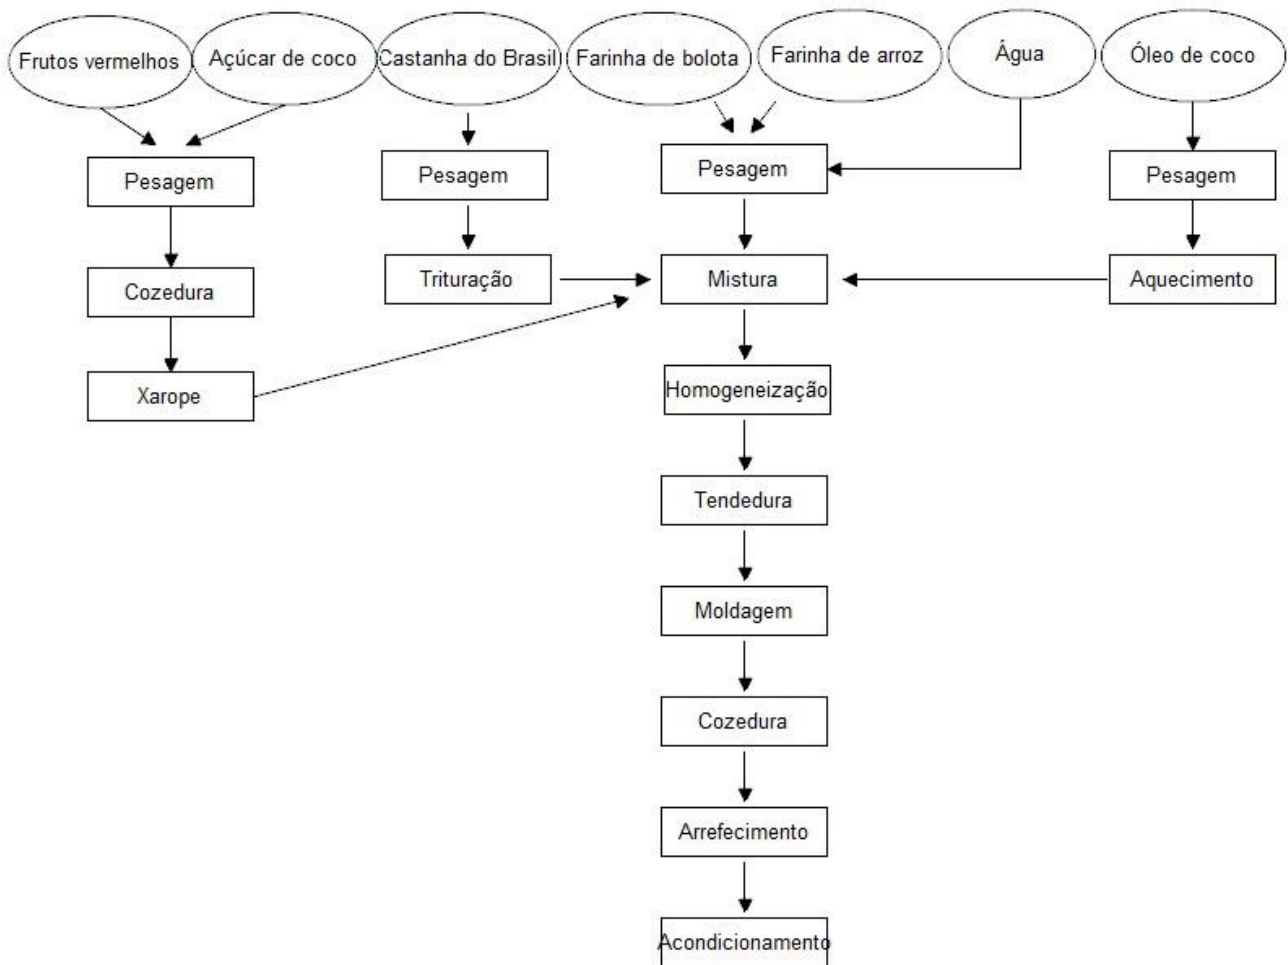 Frutos vermelhos
Açúcar de coco
Castanha do Brasil
Farinha de bolota
Farinha de arroz
Água
Óleo de coco
Pesagem
Pesagem
Pesagem
Pesagem
Cozedura
Trituração
Mistura
Aquecimento
Xarope
Homogeneização
Tendedura
Moldagem
Cozedura
Arrefecimento
Acondicionamento